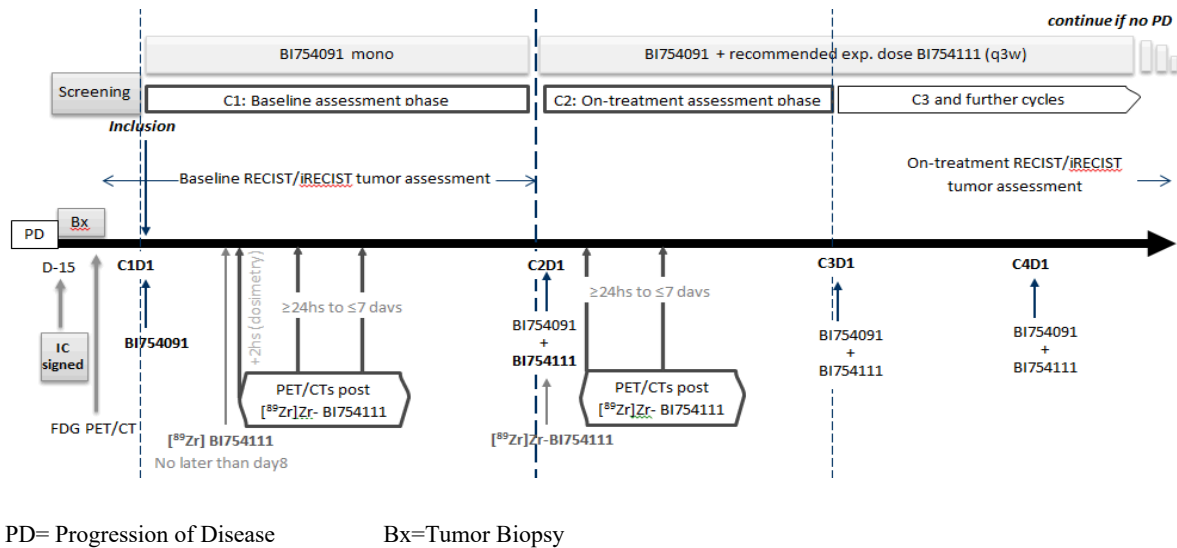 continue if no PD
BI754091 mono
BI754091 + recommended exp. dose BI754111 (q3w)
Screening
C1: Baseline assessment phase
C2: On-treatment assessment phase
C3 and further cycles
Inclusion
Baseline RECIST/iRECIST tumor assessment
On-treatment RECIST/iRECIST
tumor assessment
PD
Bx
D-15
C1D1
C2D1
C3D1
C4D1
+2hs (dosimetry)
≥24hs to ≤7 days
≥24hs to ≤7 days
IC
signed
BI754091
BI754091
+
BI754111
BI754091
+
BI754111
BI754091
+
BI754111
PET/CTs post
[⁸⁹Zr]Zr- BI754111
PET/CTs post
[⁸⁹Zr]Zr- BI754111
FDG PET/CT
[⁸⁹Zr] BI754111
No later than day8
[⁸⁹Zr]Zr-BI754111
PD= Progression of Disease Bx=Tumor Biopsy